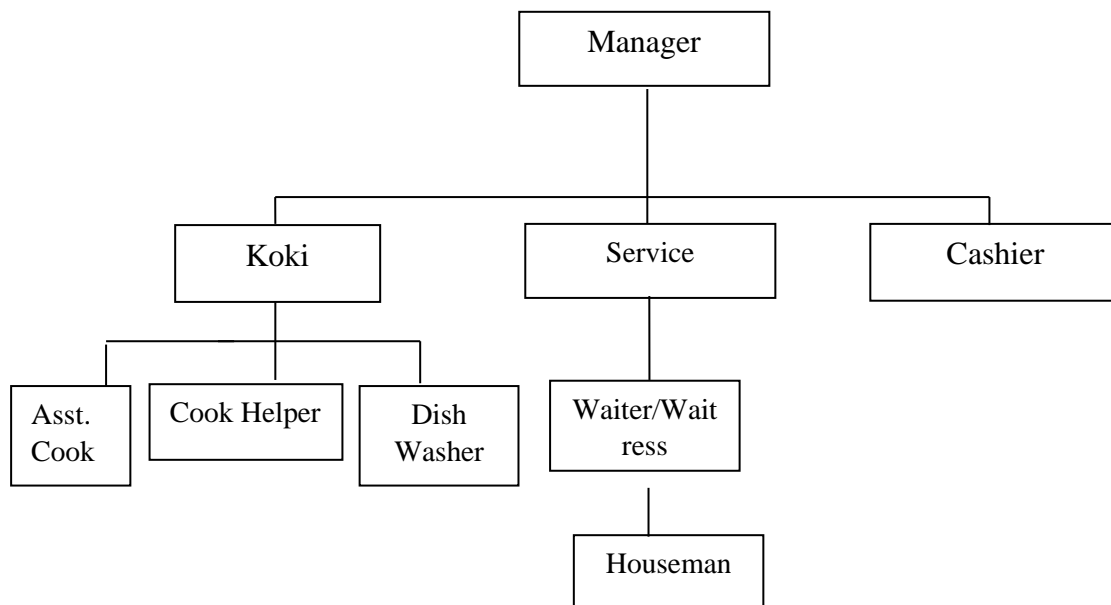 Manager
Koki
Service
Cashier
Asst.
Cook
Cook Helper
Dish
Washer
Waiter/Wait
ress
Houseman